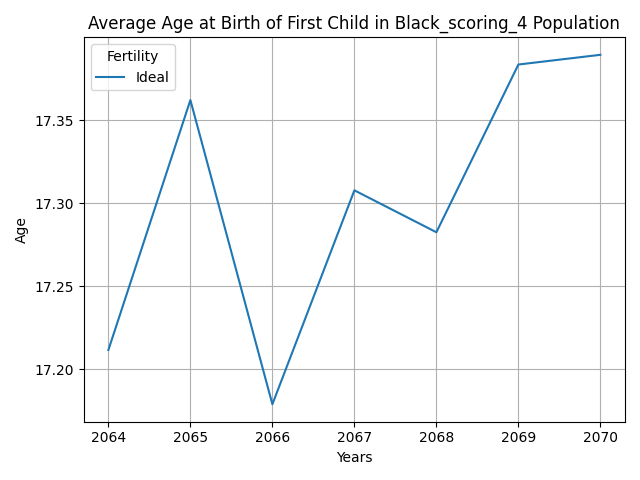 Average Age at Birth of First Child in Black_scoring_4 Population
Fertility
Ideal
17.35
17.30
17.25
17.20
Age
2064 2065 2066 2067 2068 2069 2070
Years